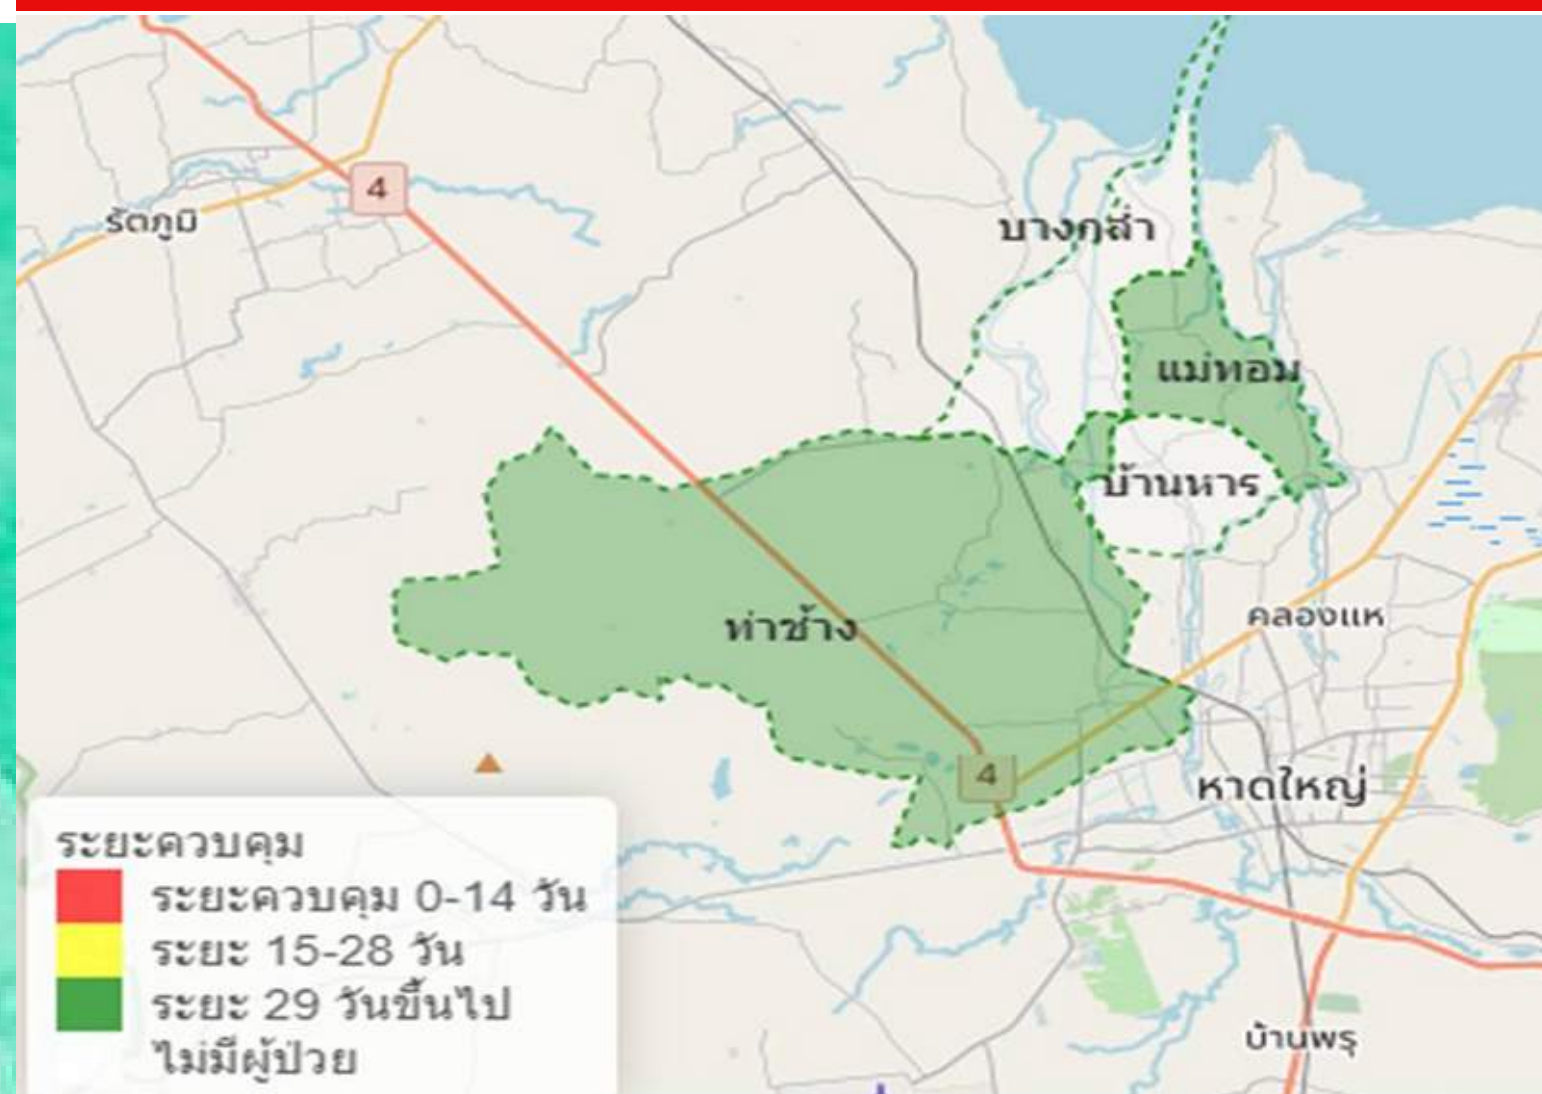 4
รัตภูมิ
บางกล่ำ
แม่ทอม
บ้านหาร
ท่าช้าง
คลองแห
4
หาดใหญ่
บ้านพรุ
ระยะควบคุม
ระยะควบคุม 0-14 วัน
ระยะ 15-28 วัน
ระยะ 29 วันขึ้นไป
ไม่มีผู้ป่วย